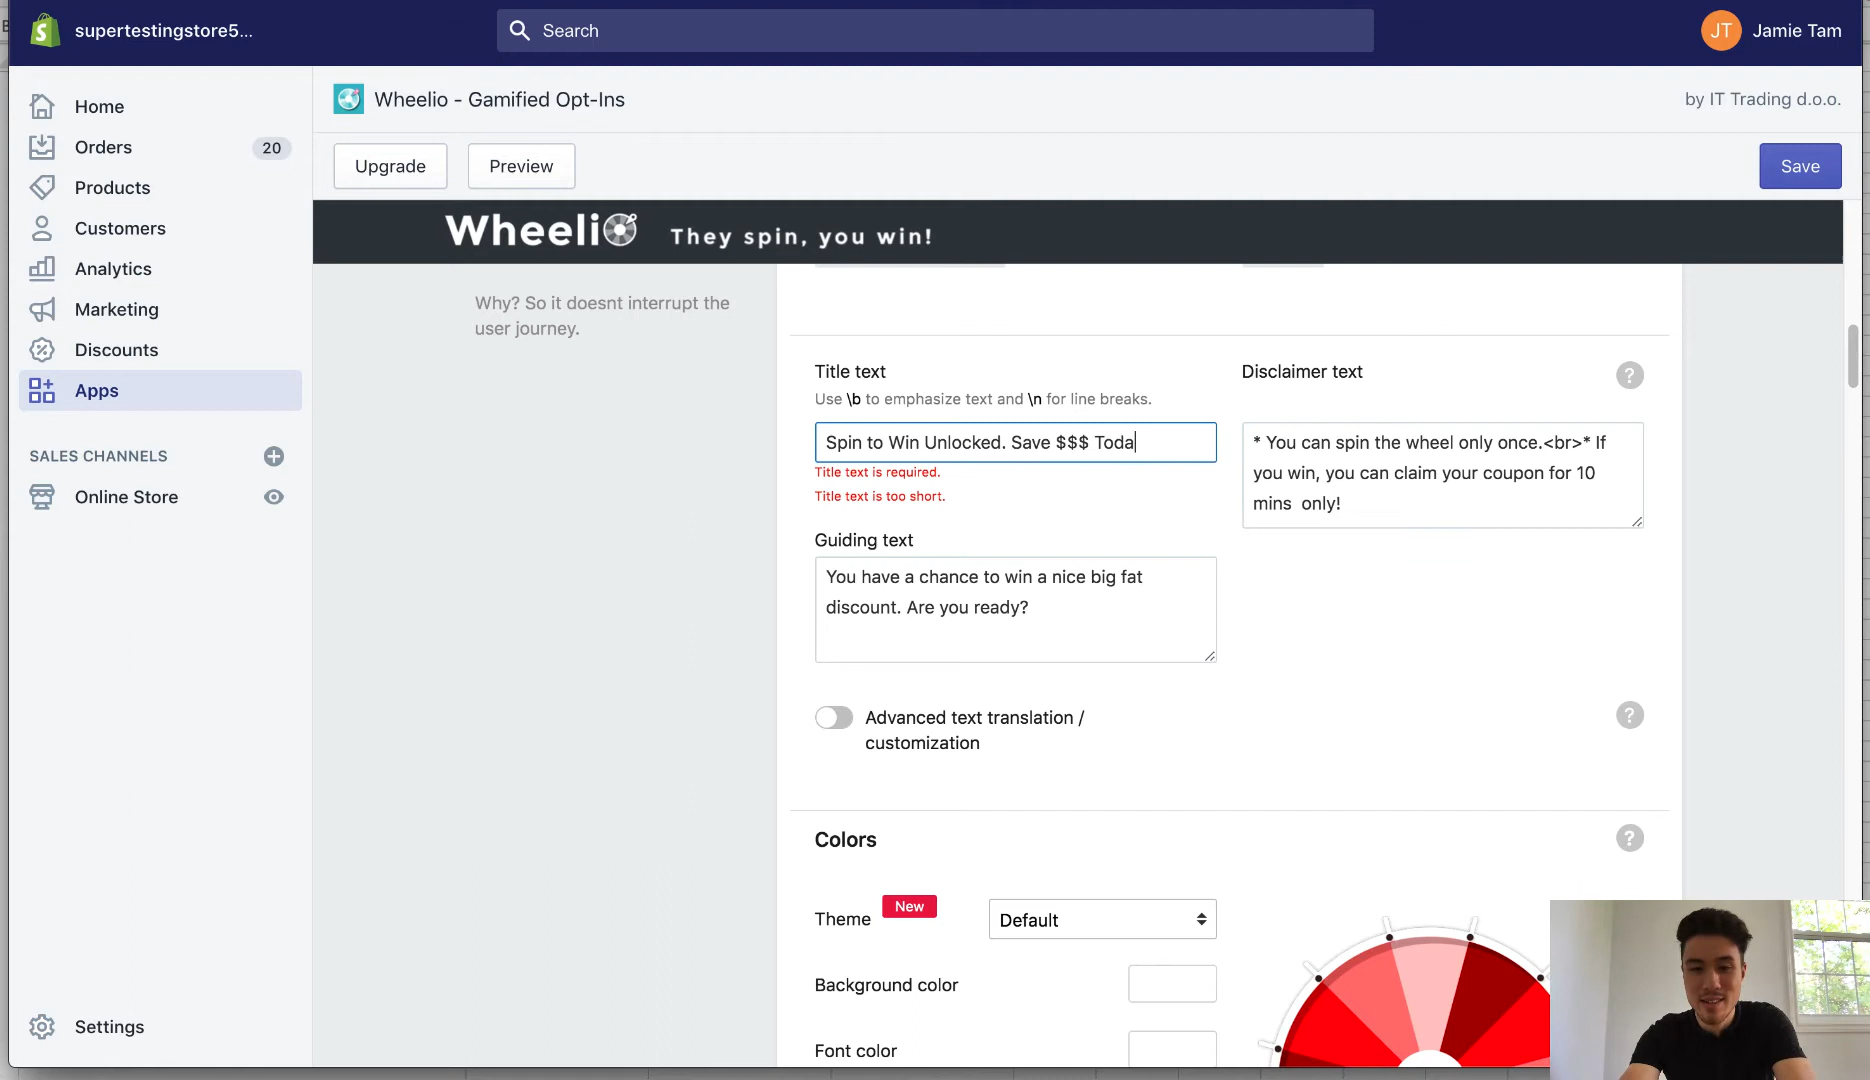 supertestingstore5...
Search
JT
Jamie Tam
Home
Orders
20
Products
Customers
Analytics
Marketing
Discounts
Apps
SALES CHANNELS
Online Store
Settings
Wheelio - Gamified Opt-Ins
by IT Trading d.o.o.
Upgrade
Preview
Save
Wheelio
They spin, you win!
Why? So it doesnt interrupt the
user journey.
Title text
Use \b to emphasize text and \n for line breaks.
Spin to Win Unlocked. Save $$$ Toda
Title text is required.
Title text is too short.
Disclaimer text
?
* You can spin the wheel only once.<br>* If
you win, you can claim your coupon for 10
mins  only!
Guiding text
You have a chance to win a nice big fat
discount. Are you ready?
Advanced text translation /
customization
?
Colors
?
Theme
New
Default
Background color
Font color